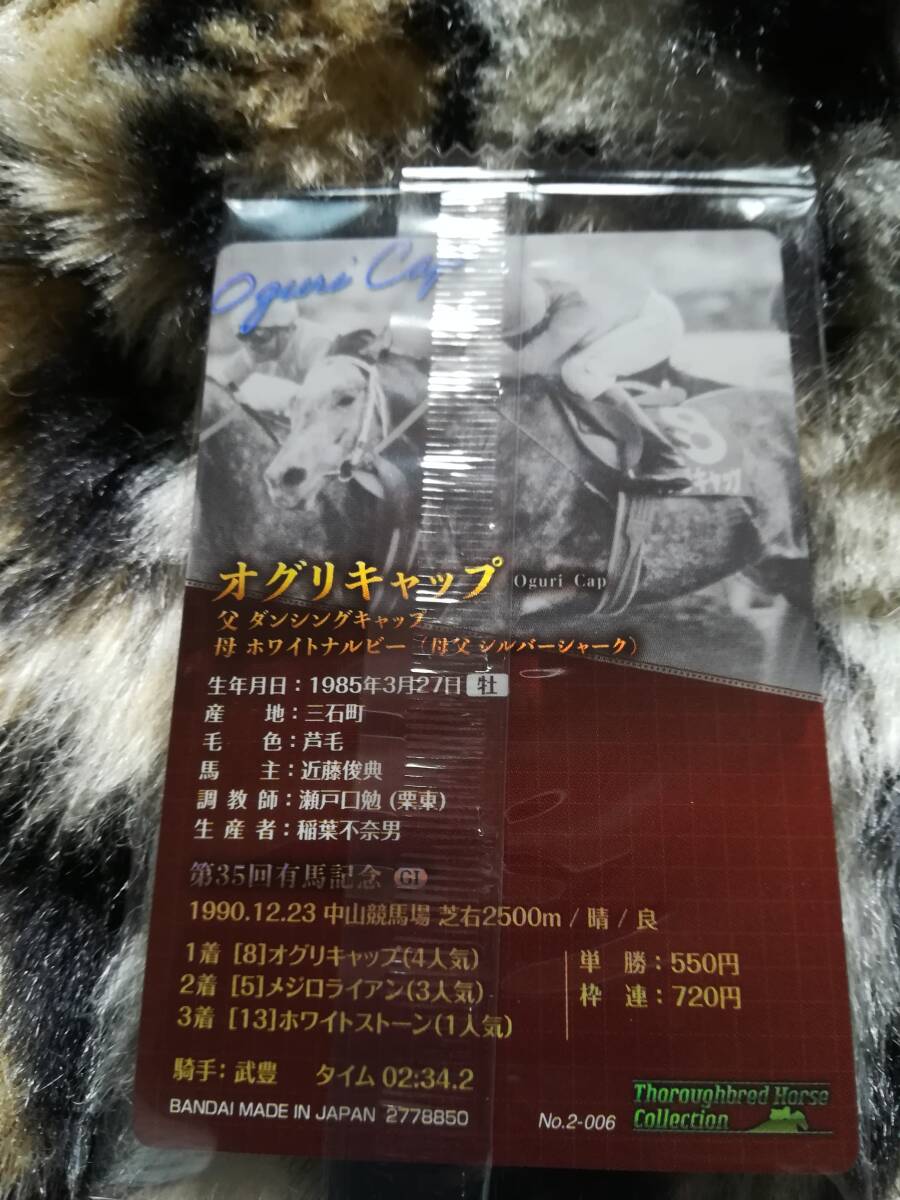 Oguri Cap
8
オグリキャップ Oguri Cap
父 ダンシングキャップ
母 ホワイトナルビー（母父 シルバーシャーク）
生年月日：1985年3月27日 牡
産　　地：三石町
毛　　色：芦毛
馬　　主：近藤俊典
調 教 師：瀬戸口勉 (栗東)
生 産 者：稲葉不奈男
第35回有馬記念 GI
1990.12.23 中山競馬場 芝右2500m / 晴 / 良
1着 [8]オグリキャップ(4人気) 単　勝：550円
2着 [5]メジロライアン(3人気) 枠　連：720円
3着 [13]ホワイトストーン(1人気)
騎手：武豊　タイム 02:34.2
BANDAI MADE IN JAPAN 2778850
No.2-006
Thoroughbred Horse
Collection